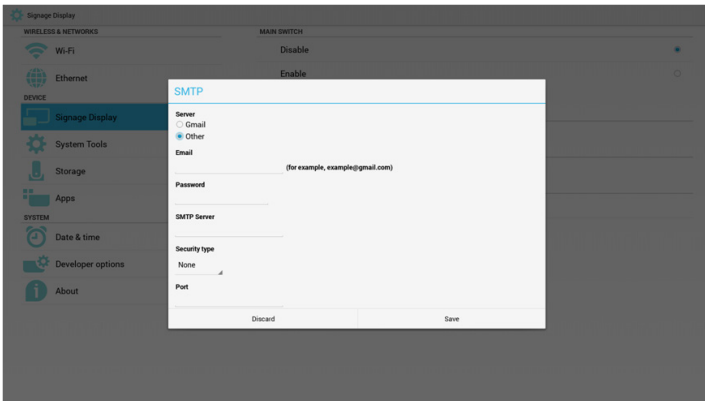 Signage Display
WIRELESS & NETWORKS
Wi-Fi
Ethernet
DEVICE
Signage Display
System Tools
Storage
Apps
SYSTEM
Date & time
Developer options
About
MAIN SWITCH
Disable
Enable
SMTP
Server
Gmail
Other
Email
(for example, example@gmail.com)
Password
SMTP Server
Security type
None
Port
Discard Save